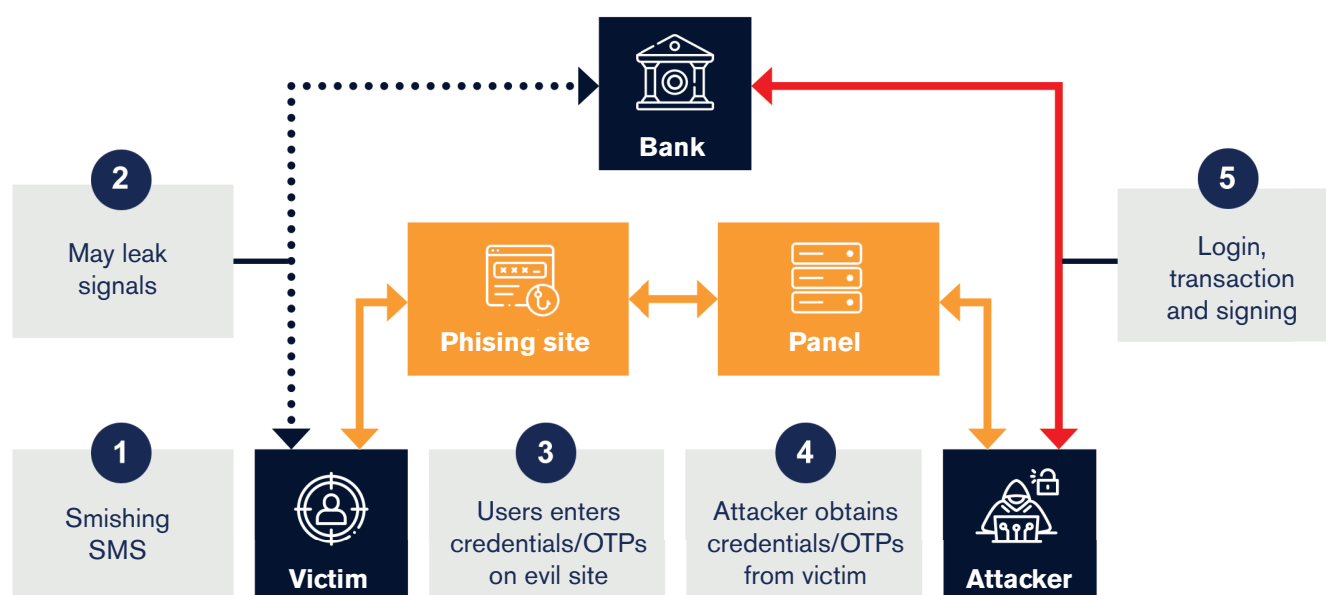 Bank
2
May leak
signals
5
Login,
transaction
and signing
Phising site
Panel
1
Smishing
SMS
Victim
3
Users enters
credentials/OTPs
on evil site
4
Attacker obtains
credentials/OTPs
from victim
Attacker